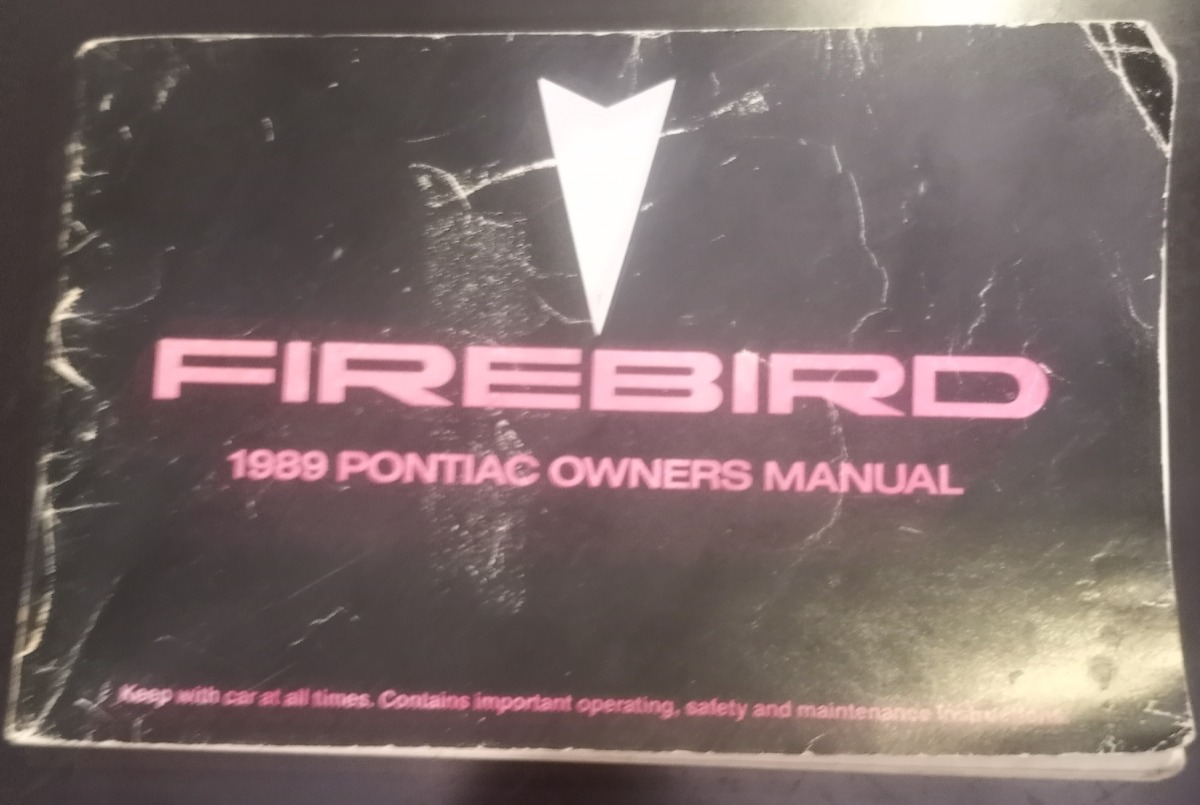 FIREBIRD
1989 PONTIAC OWNERS MANUAL
Keep with car at all times. Contains important operating, safety and maintenance